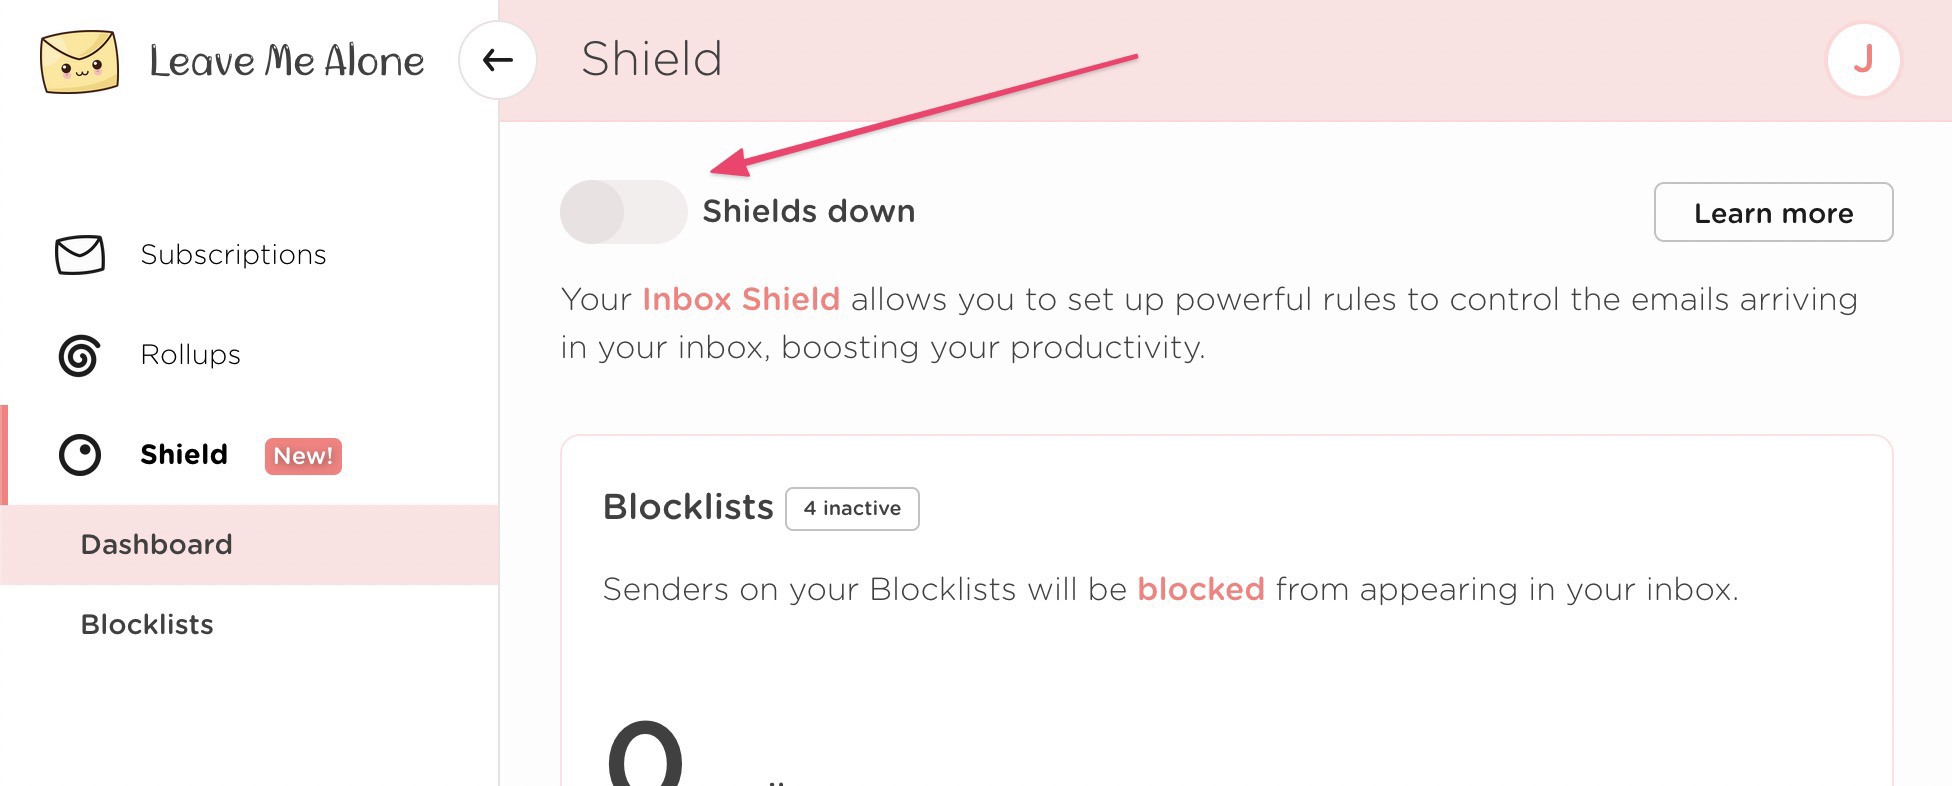 Leave Me Alone
Shield
J
Subscriptions
Rollups
Shield New!
Dashboard
Blocklists
Shields down
Learn more
Your Inbox Shield allows you to set up powerful rules to control the emails arriving
in your inbox, boosting your productivity.
Blocklists 4 inactive
Senders on your Blocklists will be blocked from appearing in your inbox.
0